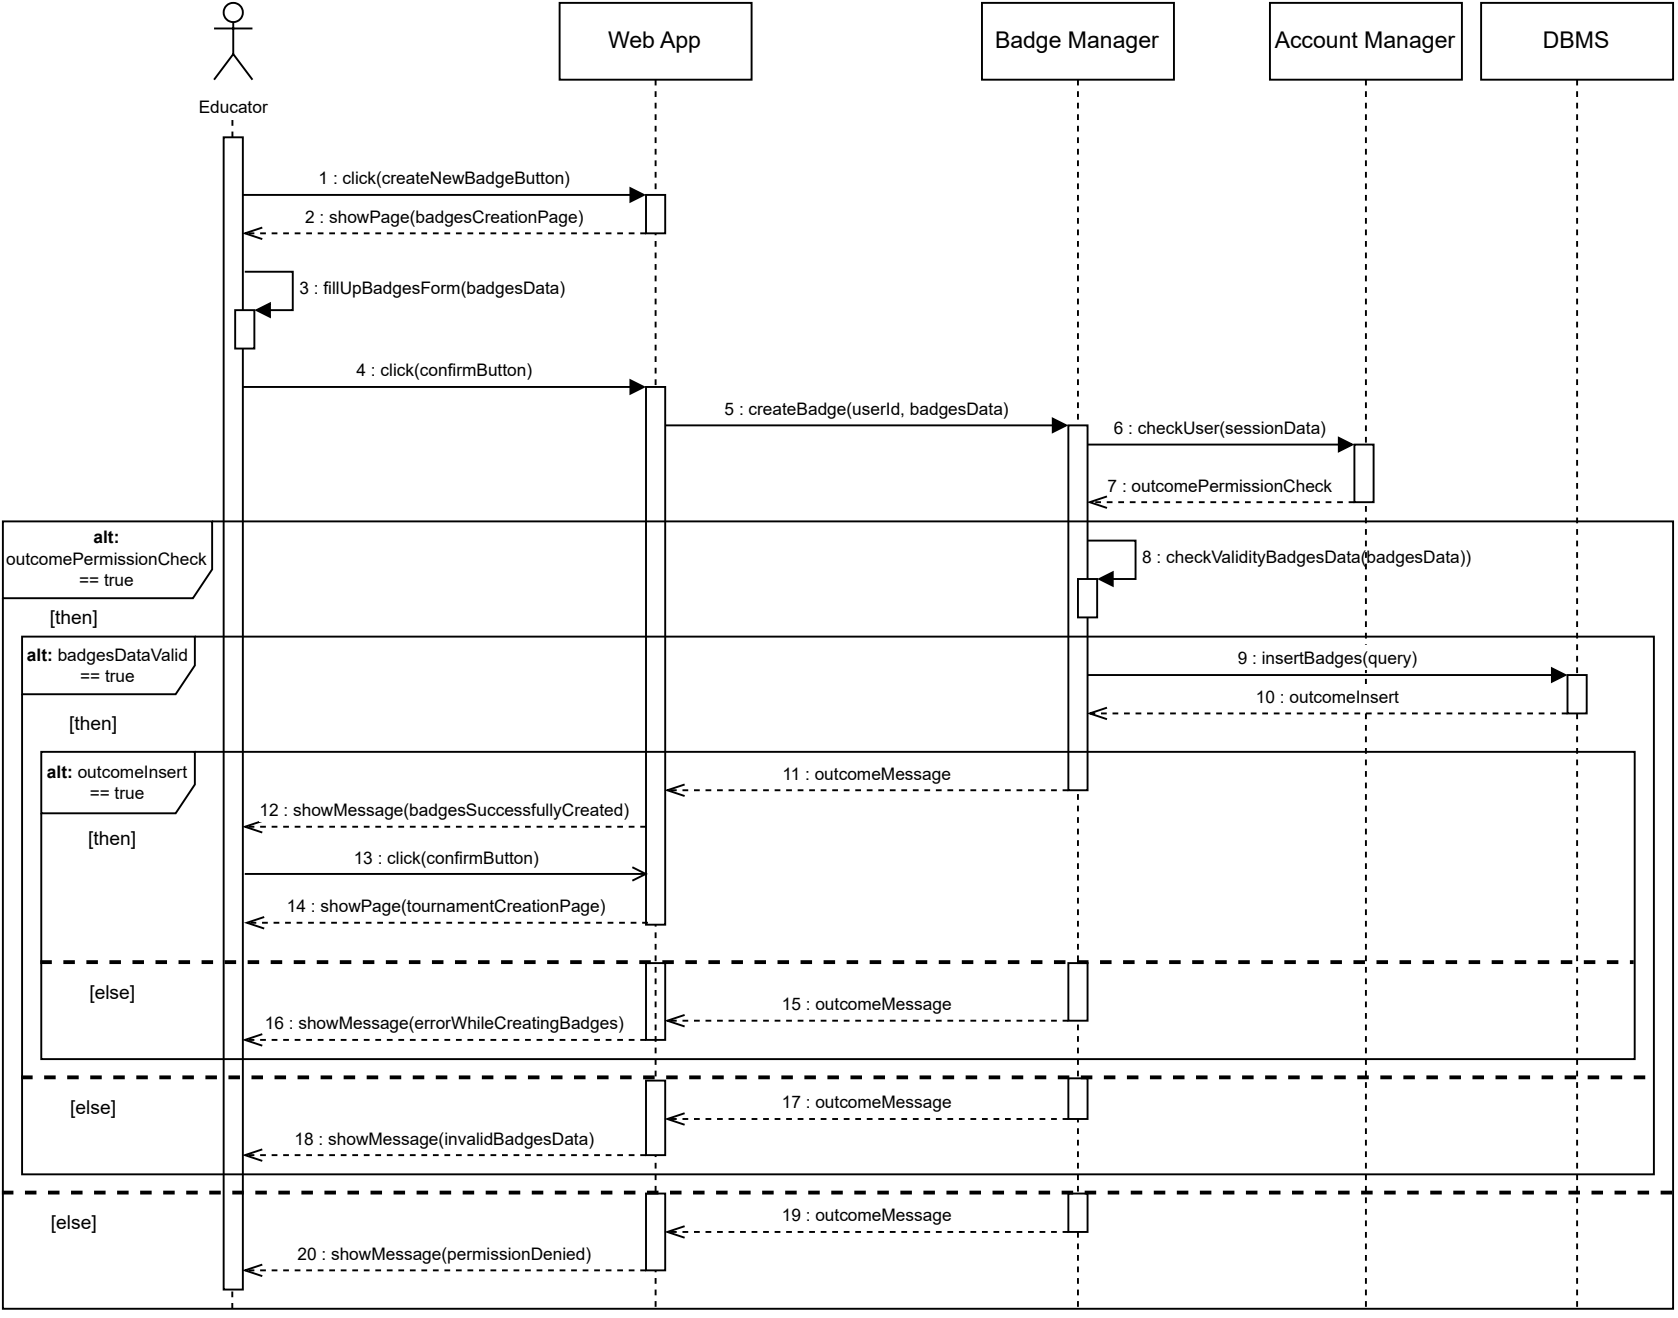 Web App
Badge Manager
Account Manager
DBMS
Educator
1 : click(createNewBadgeButton)
2 : showPage(badgesCreationPage)
3 : fillUpBadgesForm(badgesData)
4 : click(confirmButton)
5 : createBadge(userId, badgesData)
6 : checkUser(sessionData)
7 : outcomePermissionCheck
alt:
outcomePermissionCheck
== true
8 : checkValidityBadgesData(badgesData))
[then]
alt: badgesDataValid
== true
9 : insertBadges(query)
10 : outcomeInsert
[then]
alt: outcomeInsert
== true
11 : outcomeMessage
12 : showMessage(badgesSuccessfullyCreated)
[then]
13 : click(confirmButton)
14 : showPage(tournamentCreationPage)
[else]
15 : outcomeMessage
16 : showMessage(errorWhileCreatingBadges)
[else]
17 : outcomeMessage
18 : showMessage(invalidBadgesData)
[else]
19 : outcomeMessage
20 : showMessage(permissionDenied)